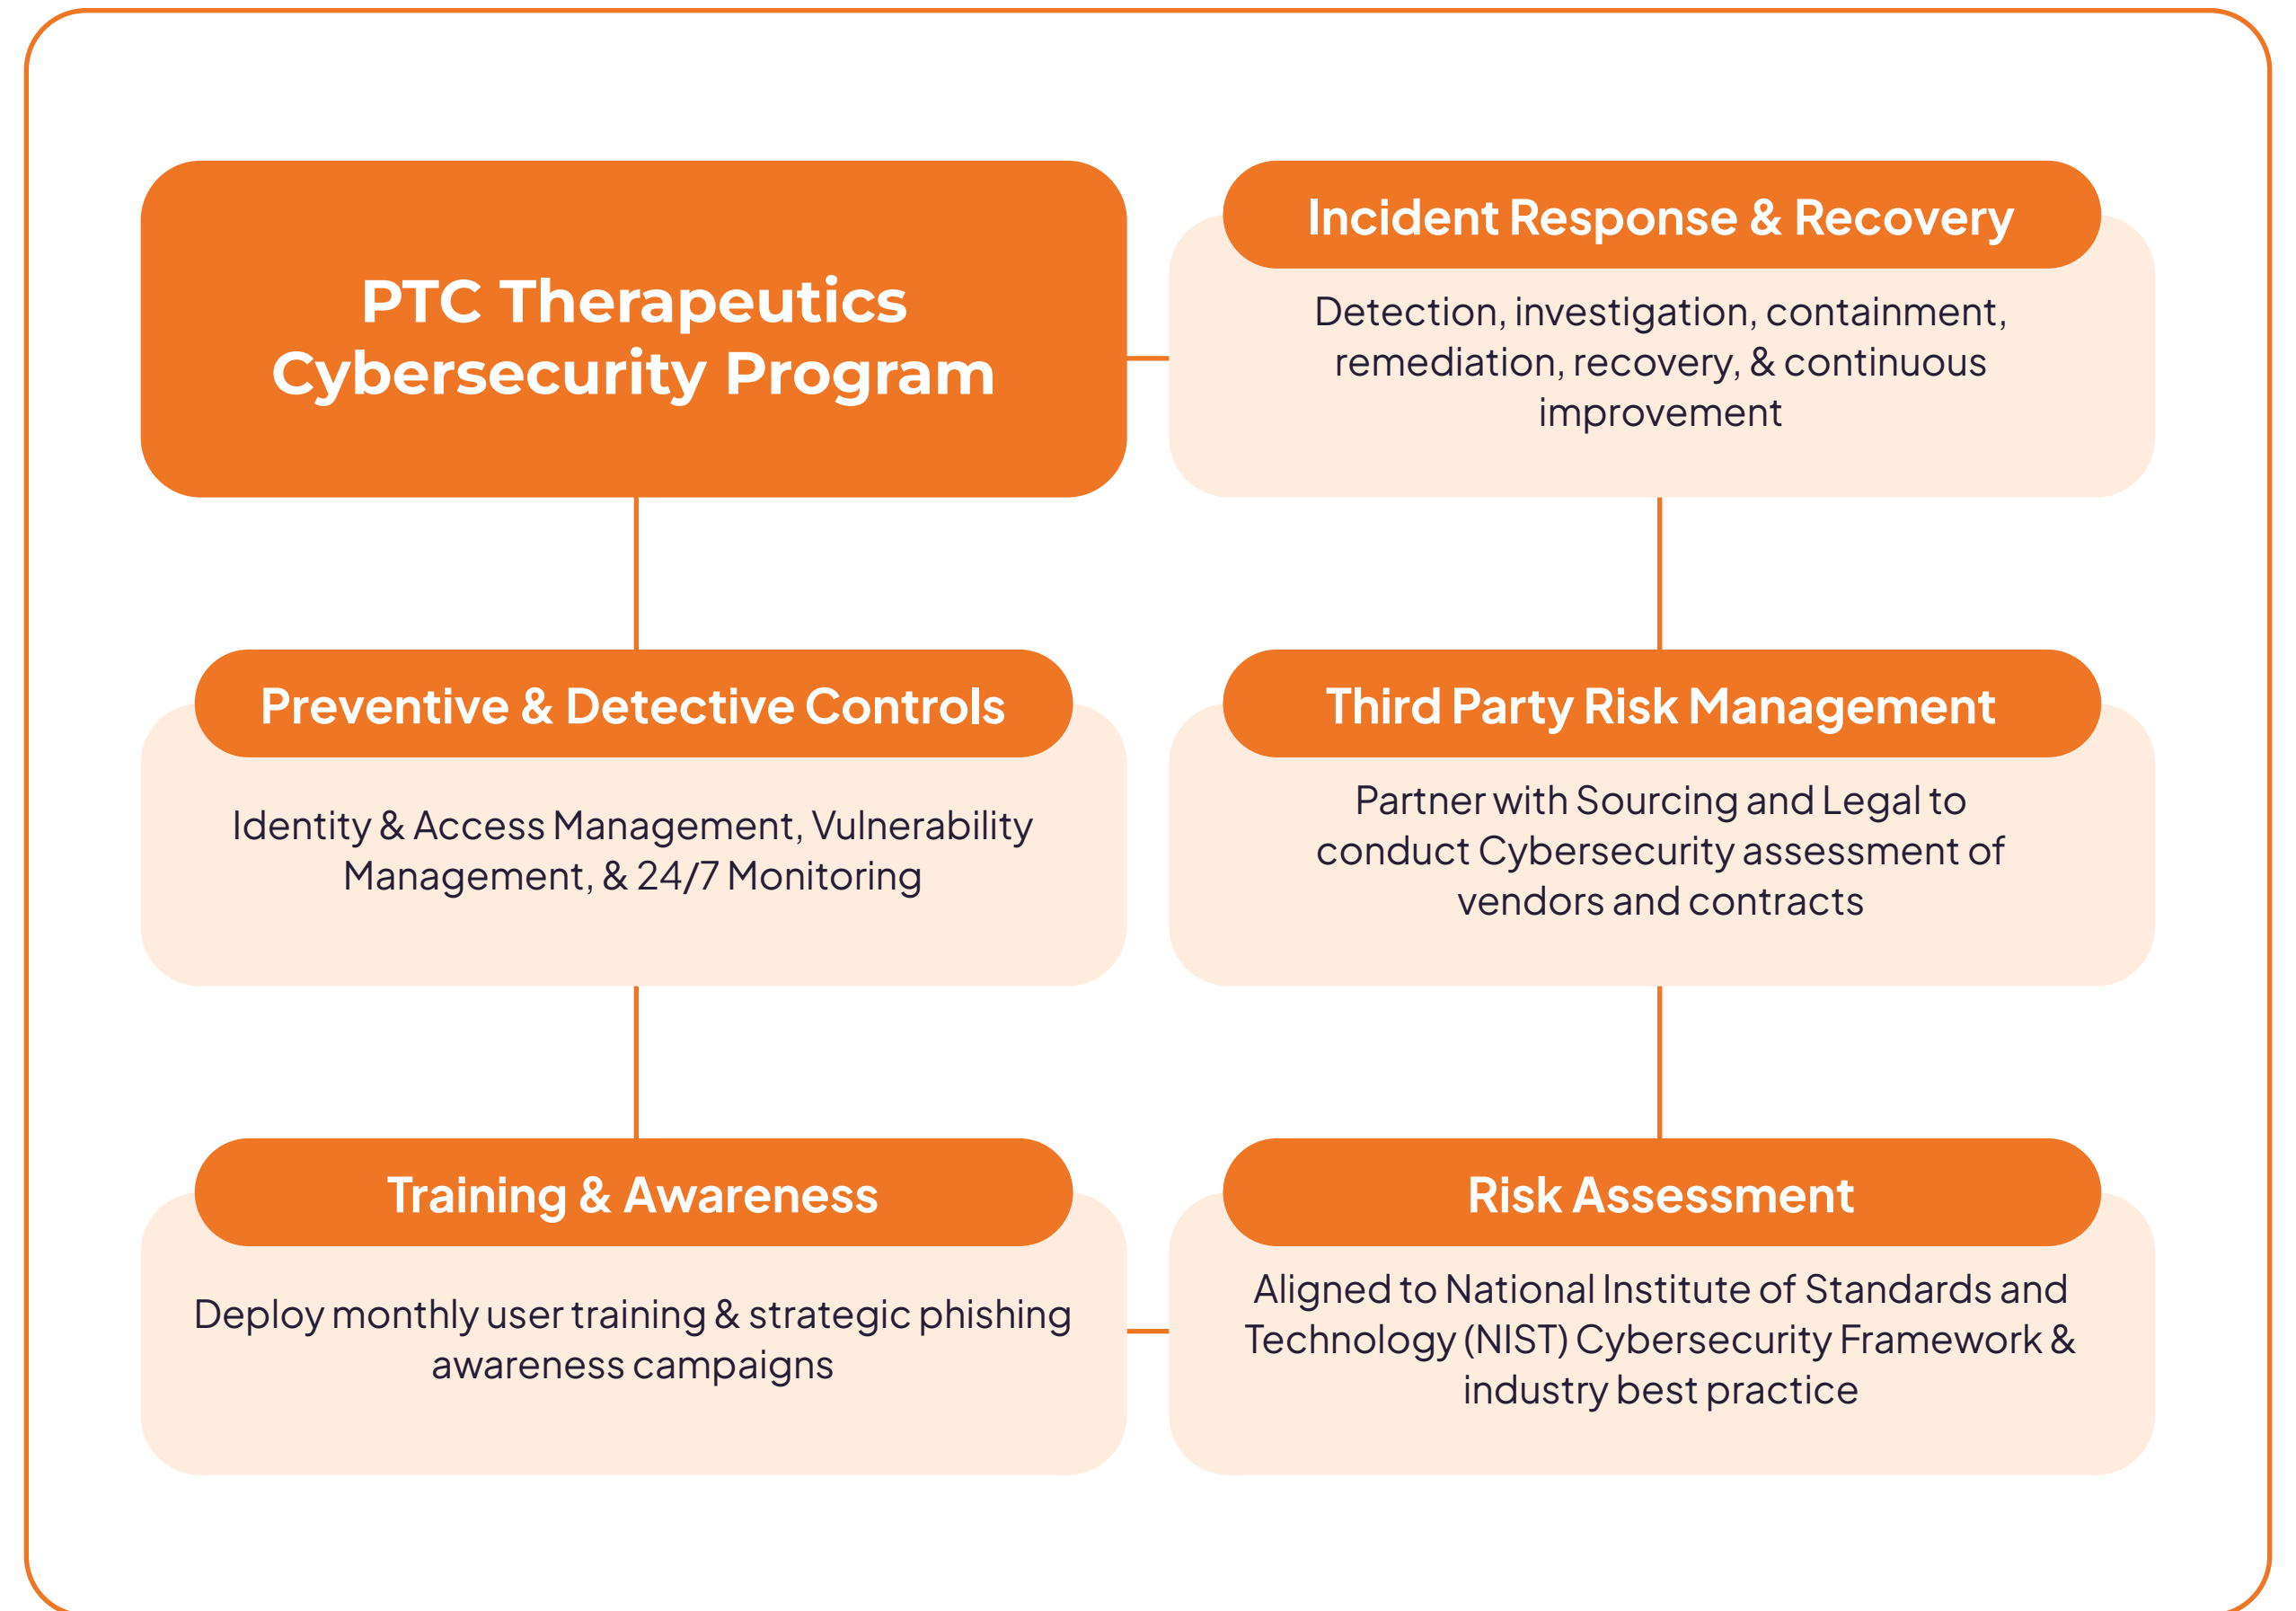 PTC Therapeutics
Cybersecurity Program
Incident Response & Recovery
Detection, investigation, containment,
remediation, recovery, & continuous
improvement
Preventive & Detective Controls
Identity & Access Management, Vulnerability
Management, & 24/7 Monitoring
Third Party Risk Management
Partner with Sourcing and Legal to
conduct Cybersecurity assessment of
vendors and contracts
Training & Awareness
Deploy monthly user training & strategic phishing
awareness campaigns
Risk Assessment
Aligned to National Institute of Standards and
Technology (NIST) Cybersecurity Framework &
industry best practice